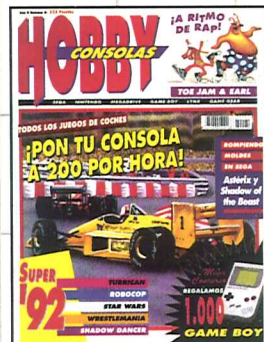 ¡A RITMO
DE RAP!
HOBBY
CONSOLAS
TOE JAM & EARL
SEGA NINTENDO MEGADRIVE GAME BOY LYNX GAME GEAR
TODOS LOS JUEGOS DE COCHES
¡PON TU CONSOLA
A 200 POR HORA!
ROMPIENDO
MOLDES
EN SEGA
Astérix y
Shadow of
the Beast
SUPER
'92
TURRICAN
ROBOCOP
STAR WARS
WRESTLEMANIA
SHADOW DANCER
REGALAMOS
1.000
GAME BOY